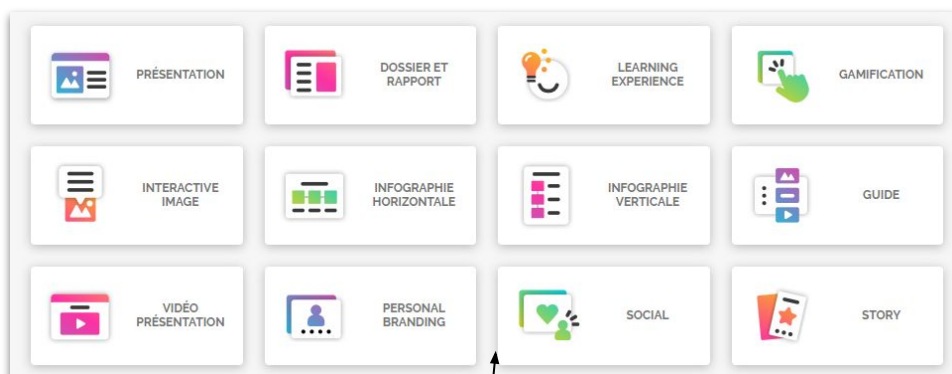 PRÉSENTATION
DOSSIER ET
RAPPORT
LEARNING
EXPERIENCE
GAMIFICATION
INTERACTIVE
IMAGE
INFOGRAPHIE
HORIZONTALE
INFOGRAPHIE
VERTICALE
GUIDE
VIDÉO
PRÉSENTATION
PERSONAL
BRANDING
SOCIAL
STORY